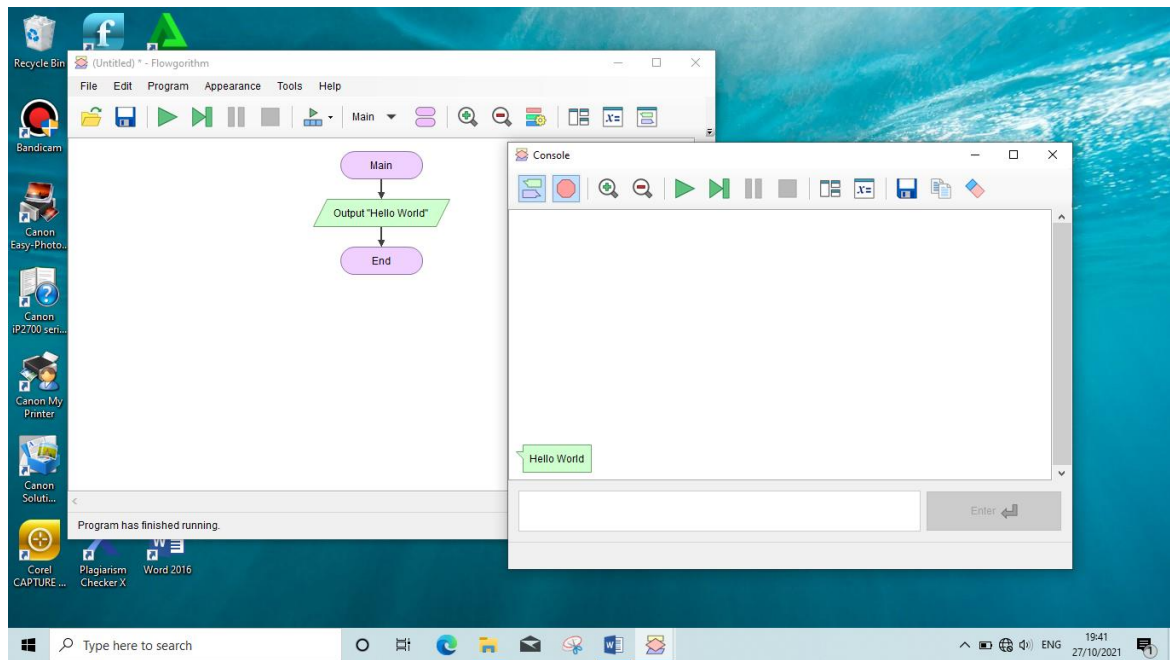 Recycle Bin
Bandicam
Canon
Easy-Photo...
Canon
iP2700 seri...
Canon My
Printer
Canon
Soluti...
Corel
CAPTURE ...
Plagiarism
Checker X
Word 2016
(Untitled) * - Flowgorithm
File Edit Program Appearance Tools Help
Main
Main
Output "Hello World"
End
Program has finished running.
Console
Hello World
Enter
Type here to search
ENG
19:41
27/10/2021